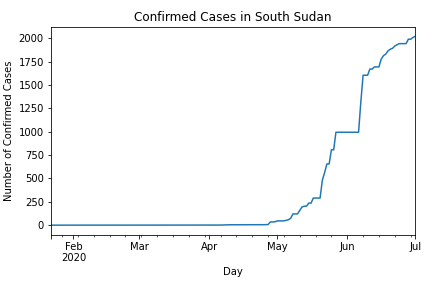 Confirmed Cases in South Sudan
Number of Confirmed Cases
2000
1750
1500
1250
1000
750
500
250
0
Feb Mar Apr May Jun Jul
2020
Day